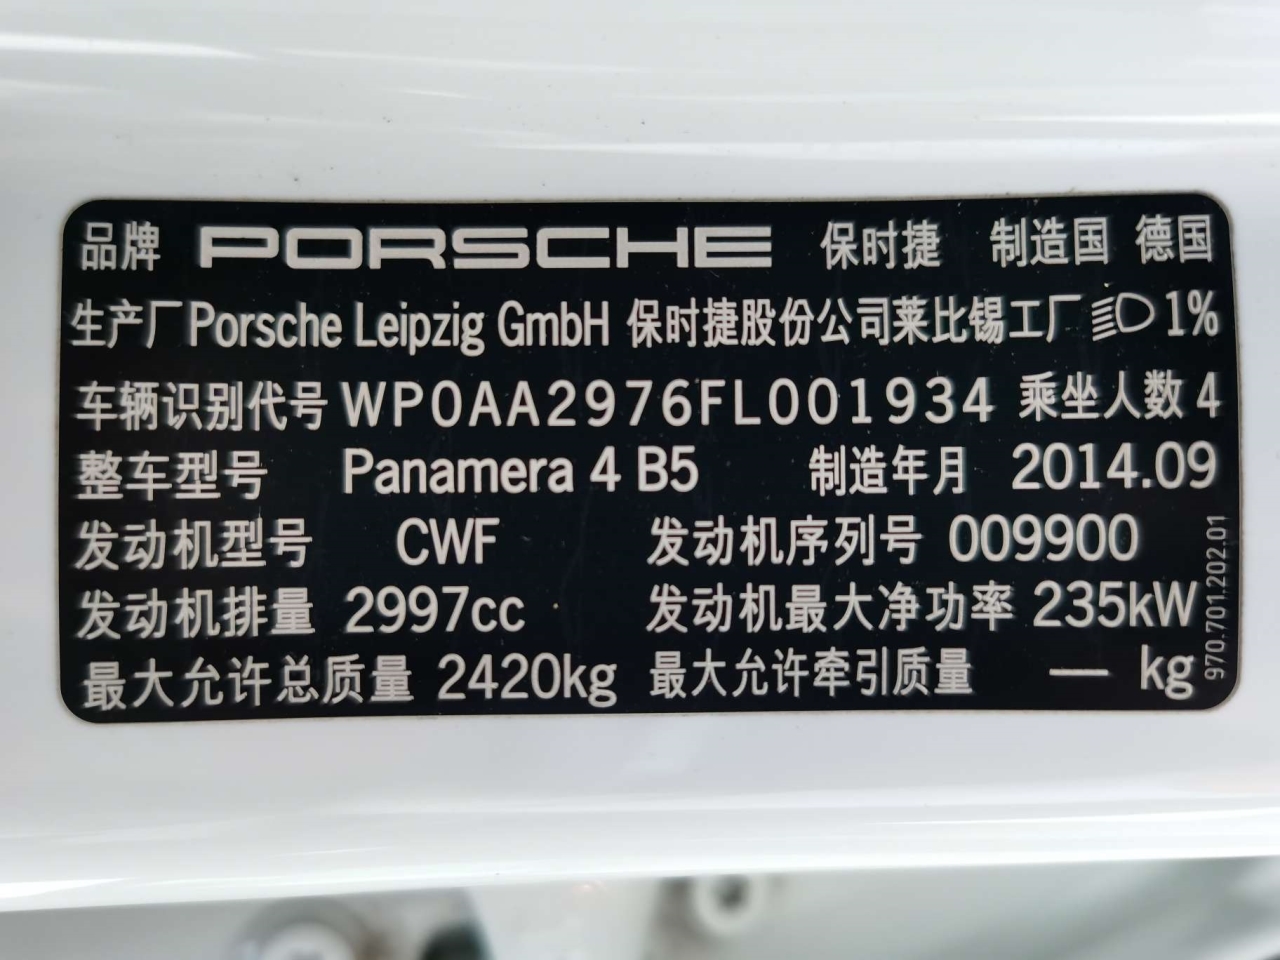 品牌 PORSCHE 保时捷 制造国 德国
生产厂 Porsche Leipzig GmbH 保时捷股份公司莱比锡工厂 1%
车辆识别代号 WP0AA2976FL001934 乘坐人数 4
整车型号 Panamera 4 B5 制造年月 2014.09
发动机型号 CWF 发动机序列号 009900
发动机排量 2997cc 发动机最大净功率 235kW
最大允许总质量 2420kg 最大允许牵引质量 — kg
970.701.202.01